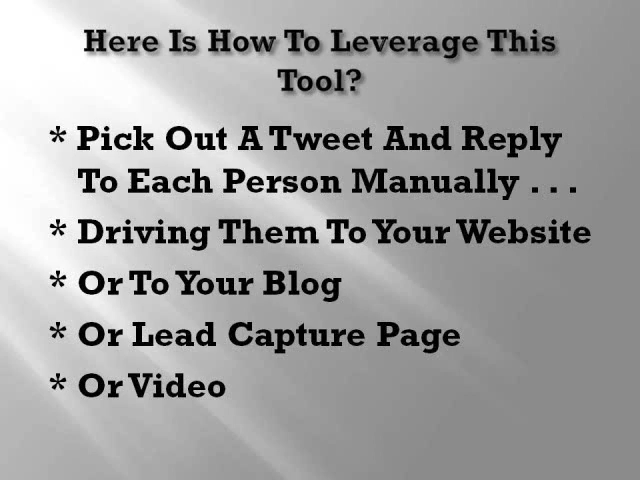 Here Is How To Leverage This
Tool?
* Pick Out A Tweet And Reply
To Each Person Manually . . .
* Driving Them To Your Website
* Or To Your Blog
* Or Lead Capture Page
* Or Video